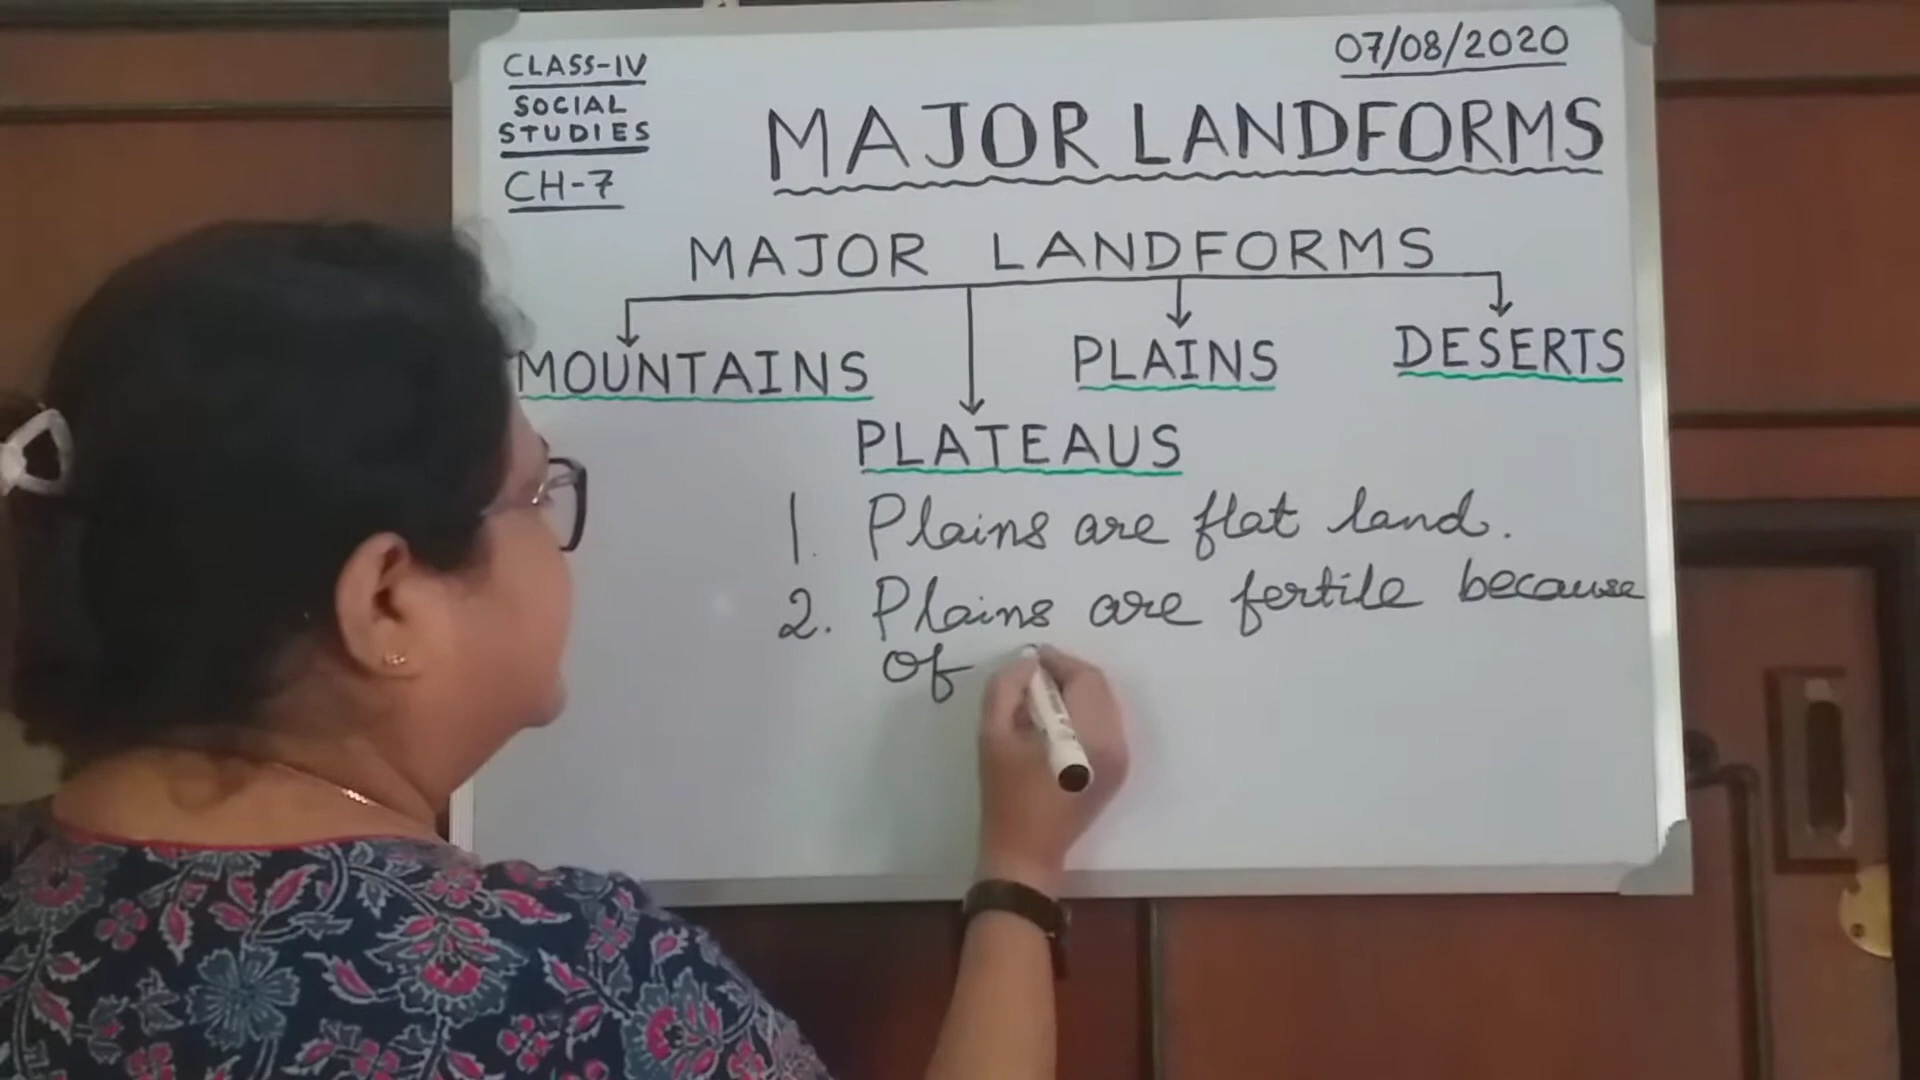 07/08/2020
CLASS-IV
SOCIAL
STUDIES
CH-7
MAJOR LANDFORMS
MAJOR LANDFORMS
MOUNTAINS
PLAINS
DESERTS
PLATEAUS
1. Plains are flat land.
2. Plains are fertile because
of